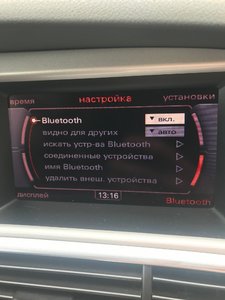 время настройка установки
Bluetooth вкл.
видно для других авто
искать устр-ва Bluetooth
соединенные устройства
имя Bluetooth
удалить внеш. устройства
дисплей 13:16 Bluetooth